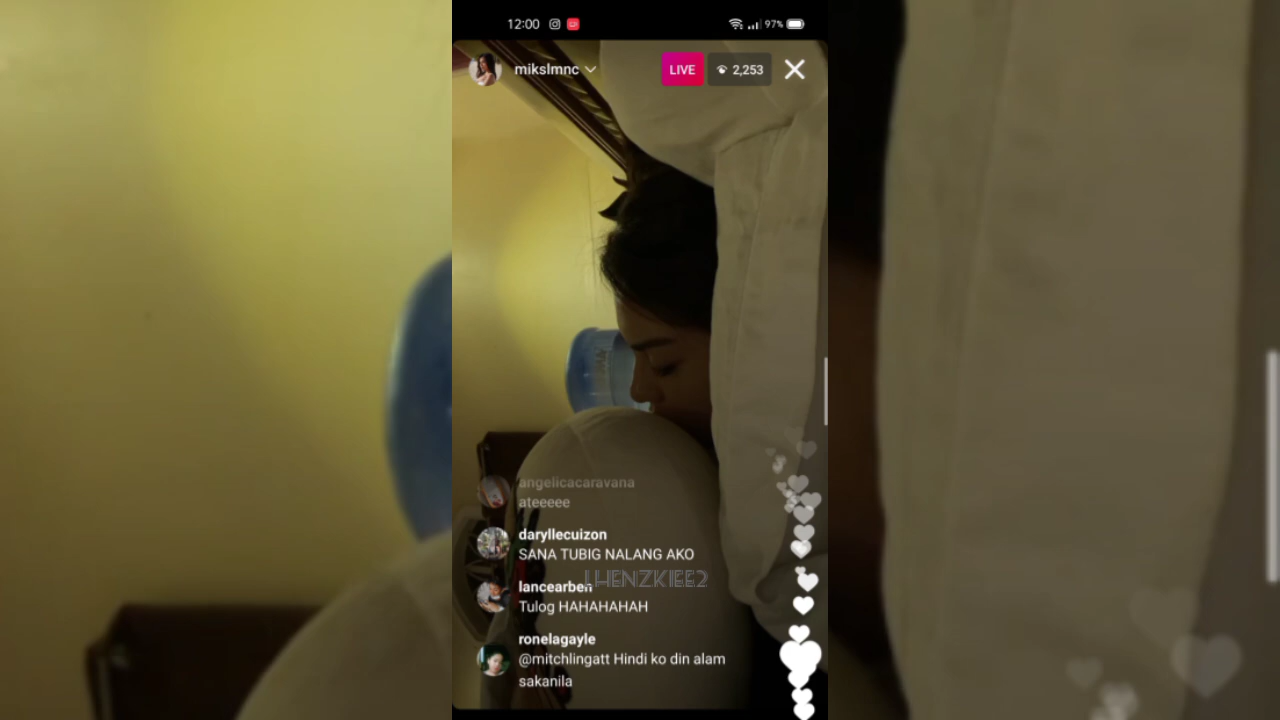 12:00
97%
mikslmnc
LIVE
2,253
angelicacaravana
ateeeee
daryllecuizon
SANA TUBIG NALANG AKO
LHENZKIEE2
lancearben
Tulog HAHAHAHAH
ronelagayle
@mitchlingatt Hindi ko din alam
sakanila